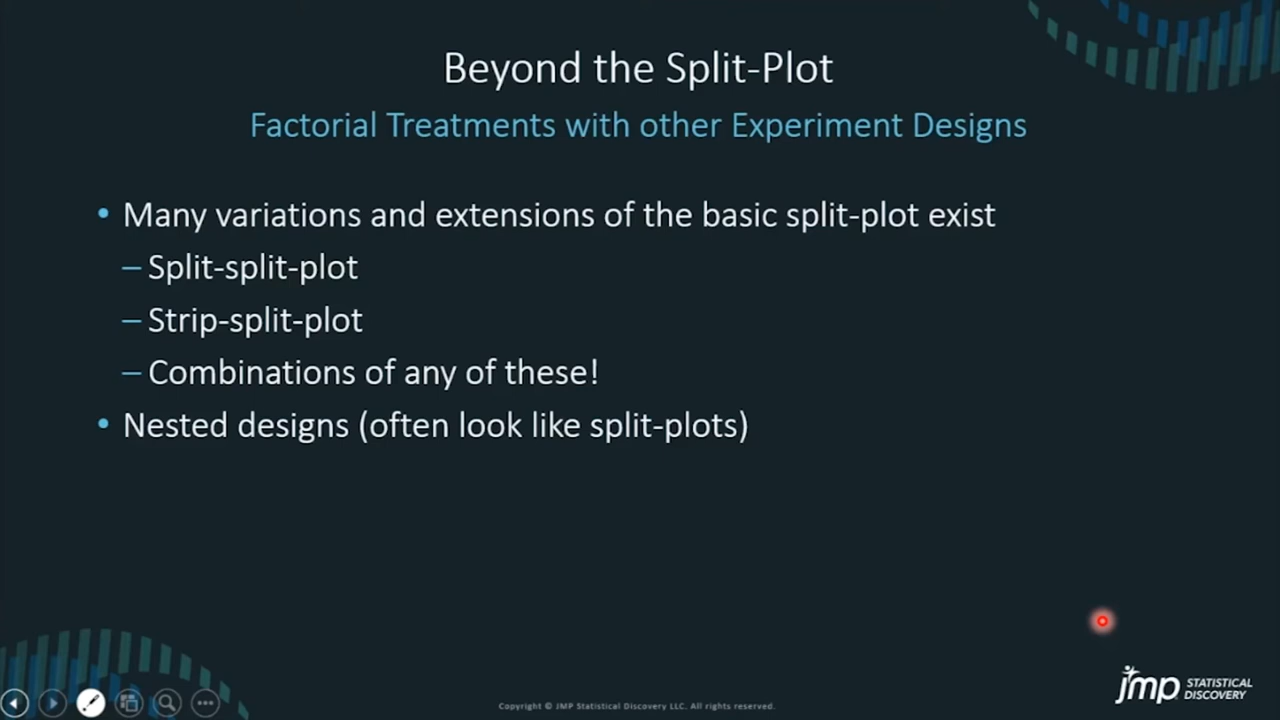 Beyond the Split-Plot
Factorial Treatments with other Experiment Designs
• Many variations and extensions of the basic split-plot exist
– Split-split-plot
– Strip-split-plot
– Combinations of any of these!
• Nested designs (often look like split-plots)
Copyright © JMP Statistical Discovery LLC. All rights reserved.
jmp STATISTICAL
DISCOVERY